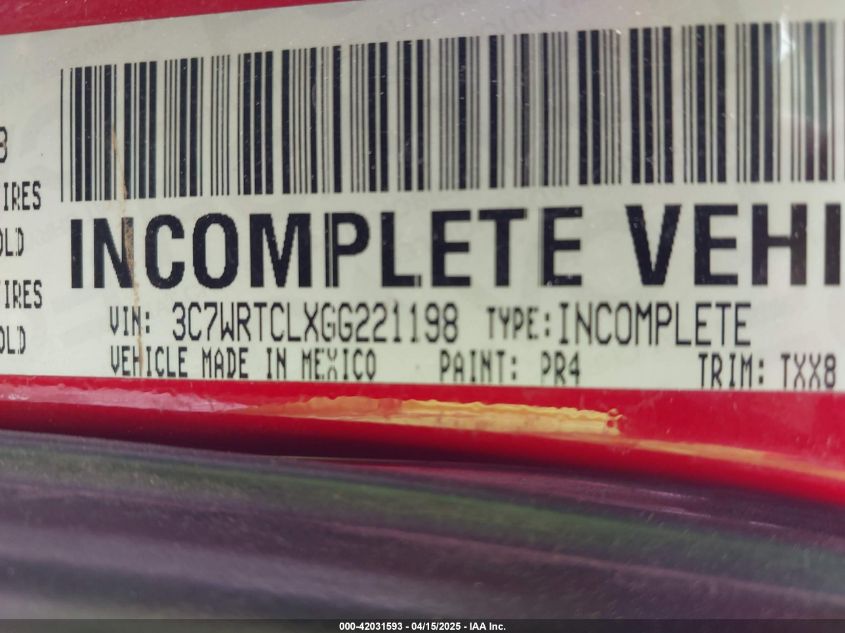 8
IRES
OLD
IRES
OLD
INCOMPLETE VEHI
VIN: 3C7WRTCLXGG221198 TYPE: INCOMPLETE
VEHICLE MADE IN MEXICO PAINT: PR4 TRIM: TXX8
000-42031593 - 04/15/2025 - IAA Inc.